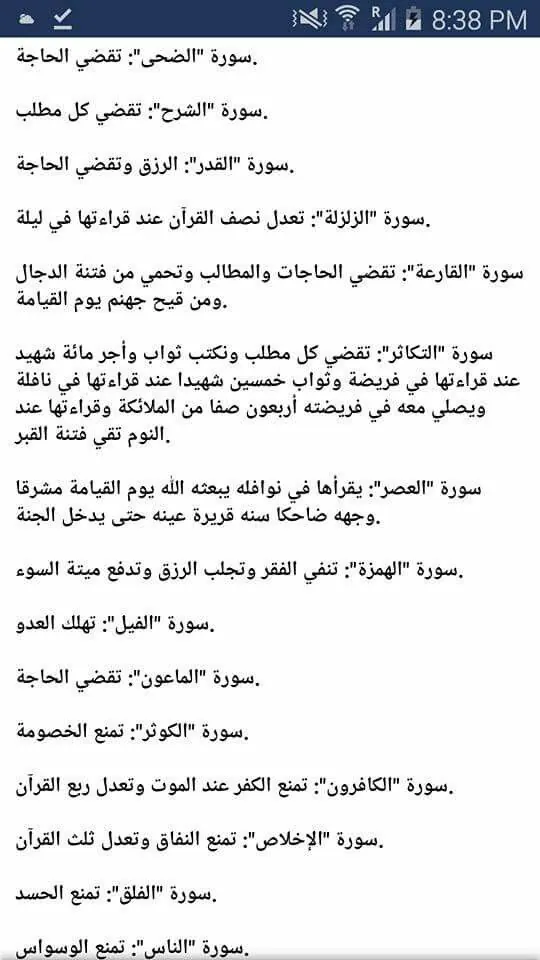 8:38 PM
سورة "الضحى": تقضي الحاجة.
سورة "الشرح": تقضي كل مطلب.
سورة "القدر": الرزق وتقضي الحاجة.
سورة "الزلزلة": تعدل نصف القرآن عند قراءتها في ليلة.
سورة "القارعة": تقضي الحاجات والمطالب وتحمي من فتنة الدجال
ومن قيح جهنم يوم القيامة.
سورة "التكاثر": تقضي كل مطلب ونكتب ثواب وأجر مائة شهيد
عند قراءتها في فريضة وثواب خمسين شهيدا عند قراءتها في نافلة
ويصلي معه في فريضته أربعون صفا من الملائكة وقراءتها عند
النوم تقي فتنة القبر.
سورة "العصر": يقرأها في نوافله يبعثه الله يوم القيامة مشرقا
وجهه ضاحكا سنه قريرة عينه حتى يدخل الجنة.
سورة "الهمزة": تنفي الفقر وتجلب الرزق وتدفع ميتة السوء.
سورة "الفيل": تهلك العدو.
سورة "الماعون": تقضي الحاجة.
سورة "الكوثر": تمنع الخصومة.
سورة "الكافرون": تمنع الكفر عند الموت وتعدل ربع القرآن.
سورة "الإخلاص": تمنع النفاق وتعدل ثلث القرآن.
سورة "الفلق": تمنع الحسد.
سورة "الناس": تمنع الوسواس.